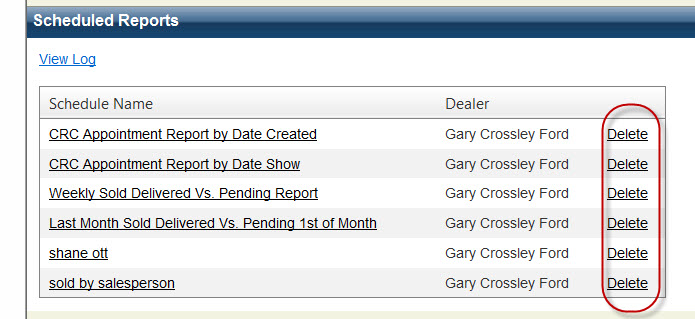 Scheduled Reports
View Log
Schedule Name Dealer
CRC Appointment Report by Date Created Gary Crossley Ford Delete
CRC Appointment Report by Date Show Gary Crossley Ford Delete
Weekly Sold Delivered Vs. Pending Report Gary Crossley Ford Delete
Last Month Sold Delivered Vs. Pending 1st of Month Gary Crossley Ford Delete
shane ott Gary Crossley Ford Delete
sold by salesperson Gary Crossley Ford Delete